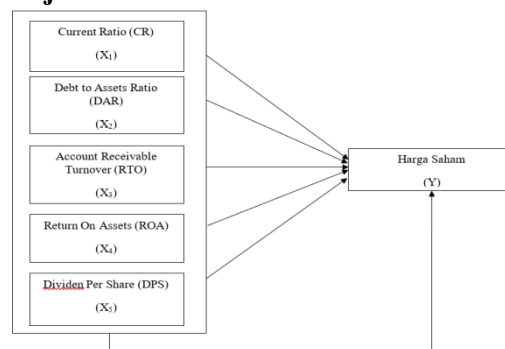 Current Ratio (CR)
(X₁)
Debt to Assets Ratio
(DAR)
(X₂)
Account Receivable
Turnover (RTO)
(X₃)
Return On Assets (ROA)
(X₄)
Dividen Per Share (DPS)
(X₅)
Harga Saham
(Y)